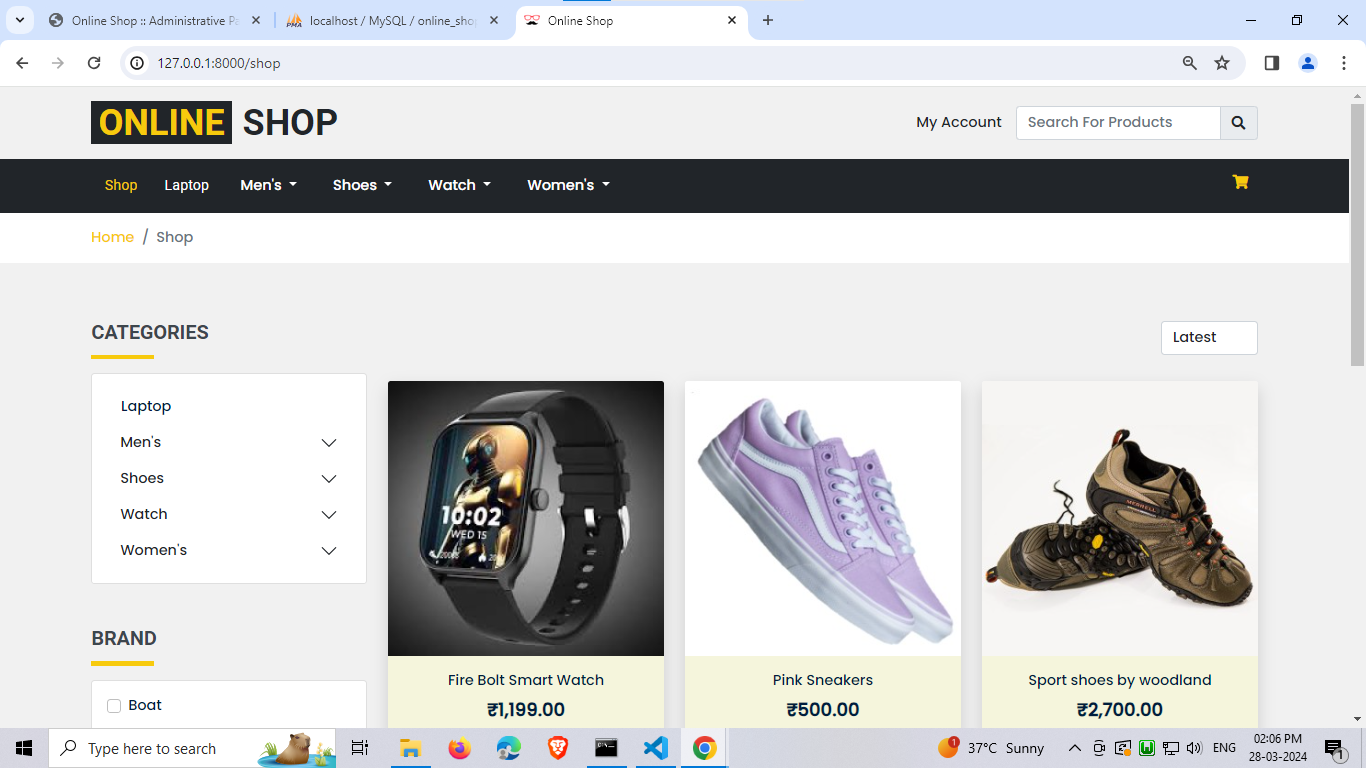 Online Shop :: Administrative Pa
localhost / MySQL / online_shop
Online Shop
127.0.0.1:8000/shop
ONLINE SHOP
My Account
Search For Products
Shop Laptop Men's Shoes Watch Women's
Home / Shop
CATEGORIES
Latest
Laptop
Men's
Shoes
Watch
Women's
10:02
WED 15
MERRELL
BRAND
Boat
Fire Bolt Smart Watch
₹1,199.00
Pink Sneakers
₹500.00
Sport shoes by woodland
₹2,700.00
Type here to search
1
37°C Sunny
ENG
02:06 PM
28-03-2024
1